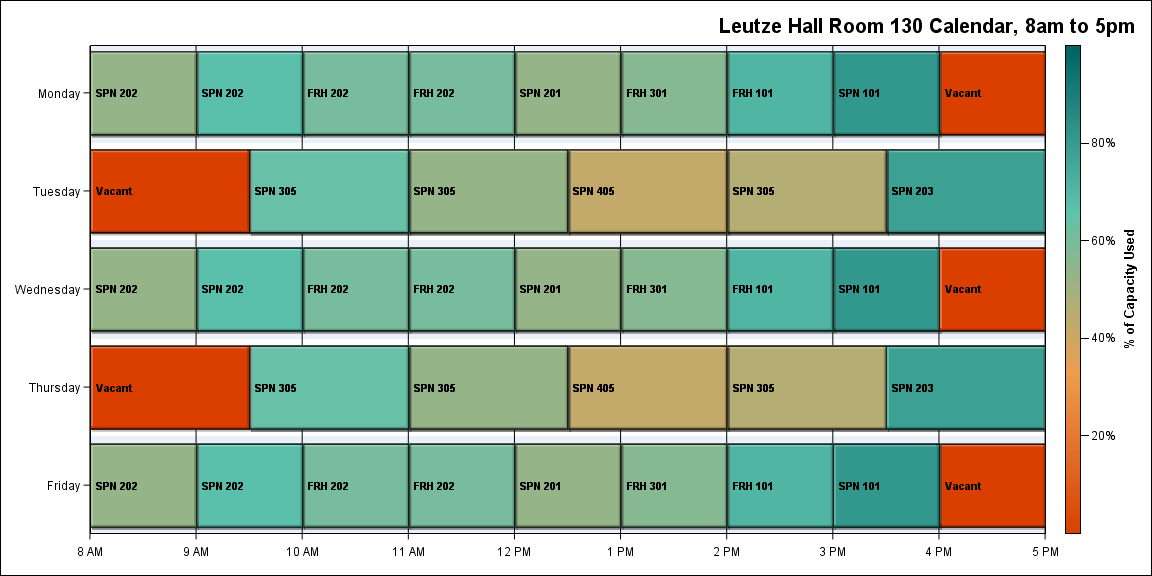 Leutze Hall Room 130 Calendar, 8am to 5pm
Monday
SPN 202
SPN 202
FRH 202
FRH 202
SPN 201
FRH 301
FRH 101
SPN 101
Vacant
Tuesday
Vacant
SPN 305
SPN 305
SPN 405
SPN 305
SPN 203
Wednesday
SPN 202
SPN 202
FRH 202
FRH 202
SPN 201
FRH 301
FRH 101
SPN 101
Vacant
Thursday
Vacant
SPN 305
SPN 305
SPN 405
SPN 305
SPN 203
Friday
SPN 202
SPN 202
FRH 202
FRH 202
SPN 201
FRH 301
FRH 101
SPN 101
Vacant
8 AM
9 AM
10 AM
11 AM
12 PM
1 PM
2 PM
3 PM
4 PM
5 PM
80%
60%
40%
20%
% of Capacity Used